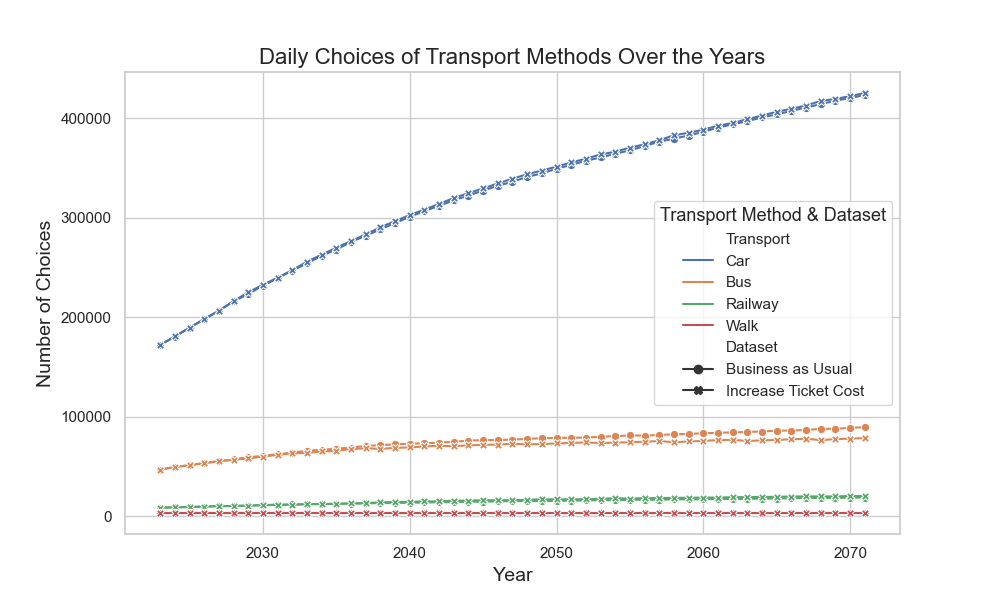 Daily Choices of Transport Methods Over the Years
Number of Choices
400000
300000
200000
100000
0
Transport Method & Dataset
Transport
Car
Bus
Railway
Walk
Dataset
Business as Usual
Increase Ticket Cost
2030
2040
2050
2060
2070
Year